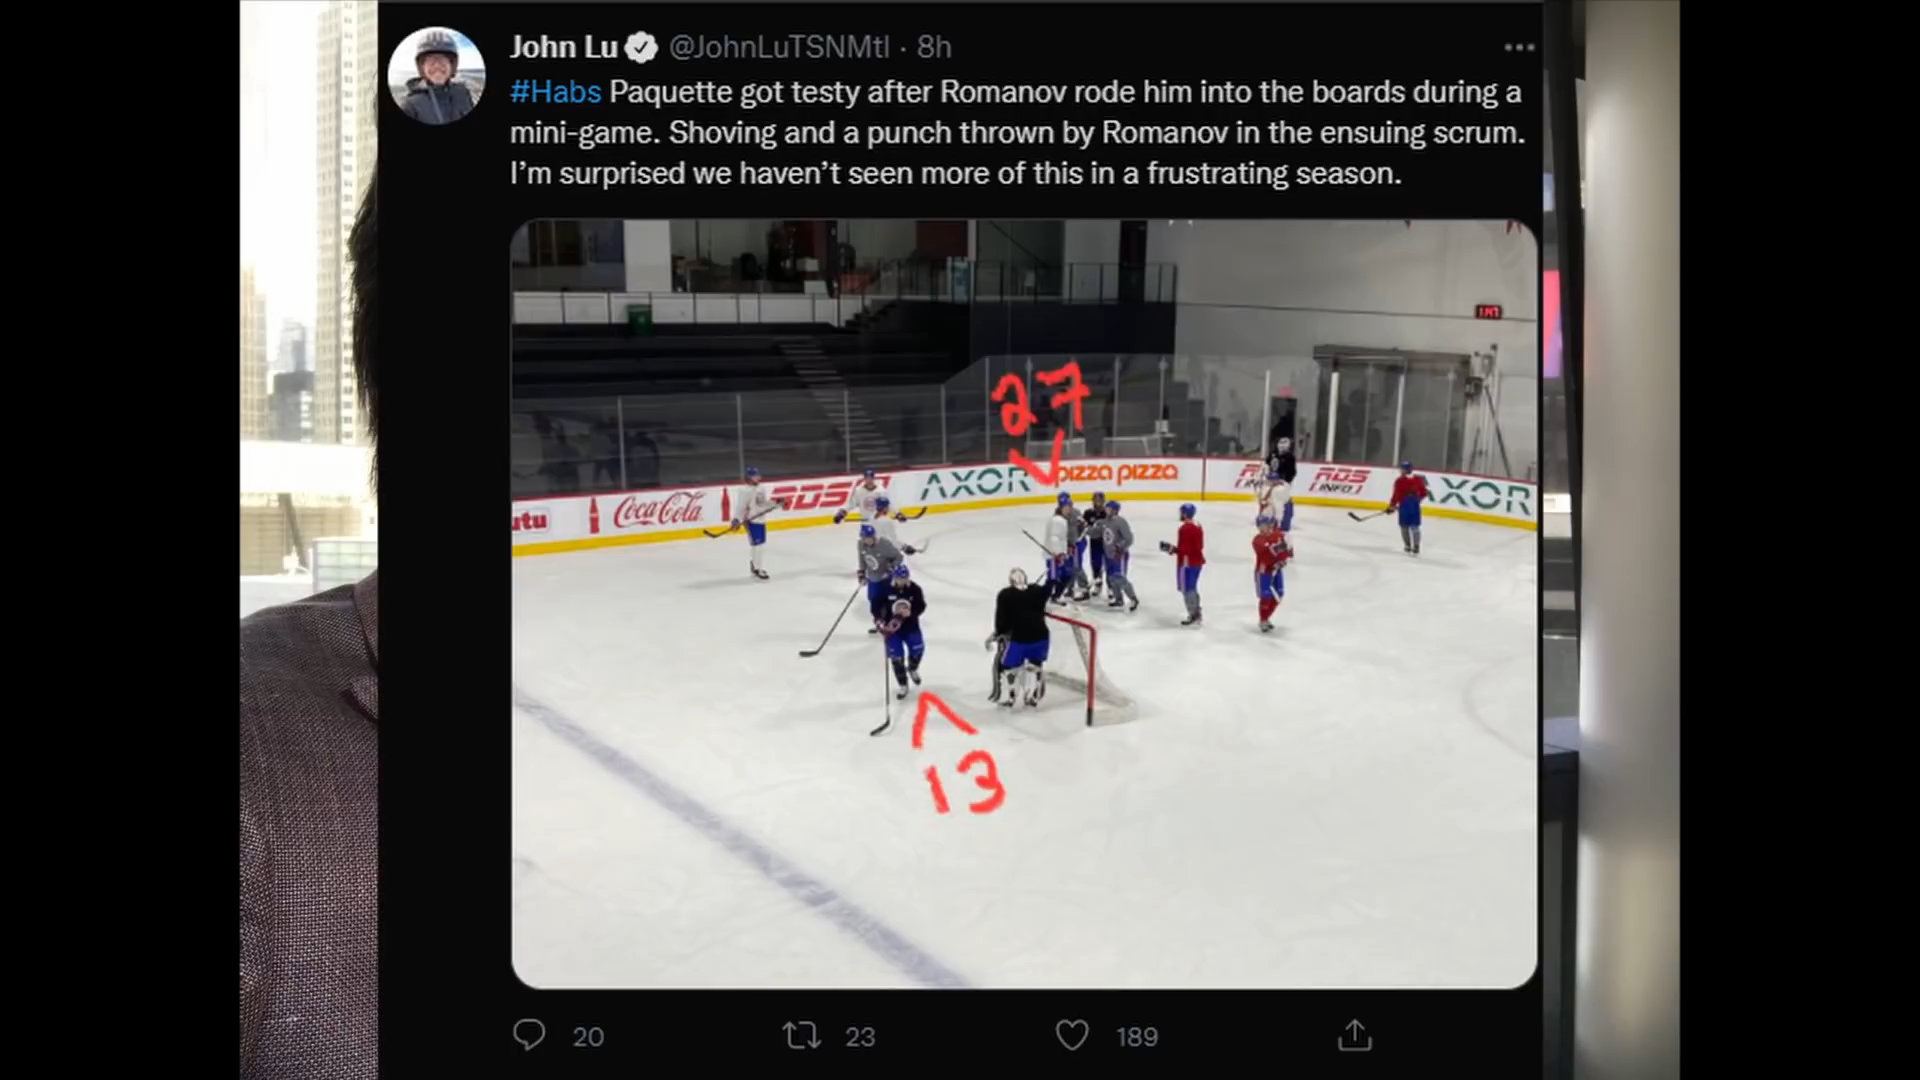 John Lu @JohnLuTSNMtl · 8h
#Habs Paquette got testy after Romanov rode him into the boards during a
mini-game. Shoving and a punch thrown by Romanov in the ensuing scrum.
I'm surprised we haven't seen more of this in a frustrating season.
27
Coca-Cola RDS AXOR pizza pizza RDS INFO AXOR
13
20 23 189